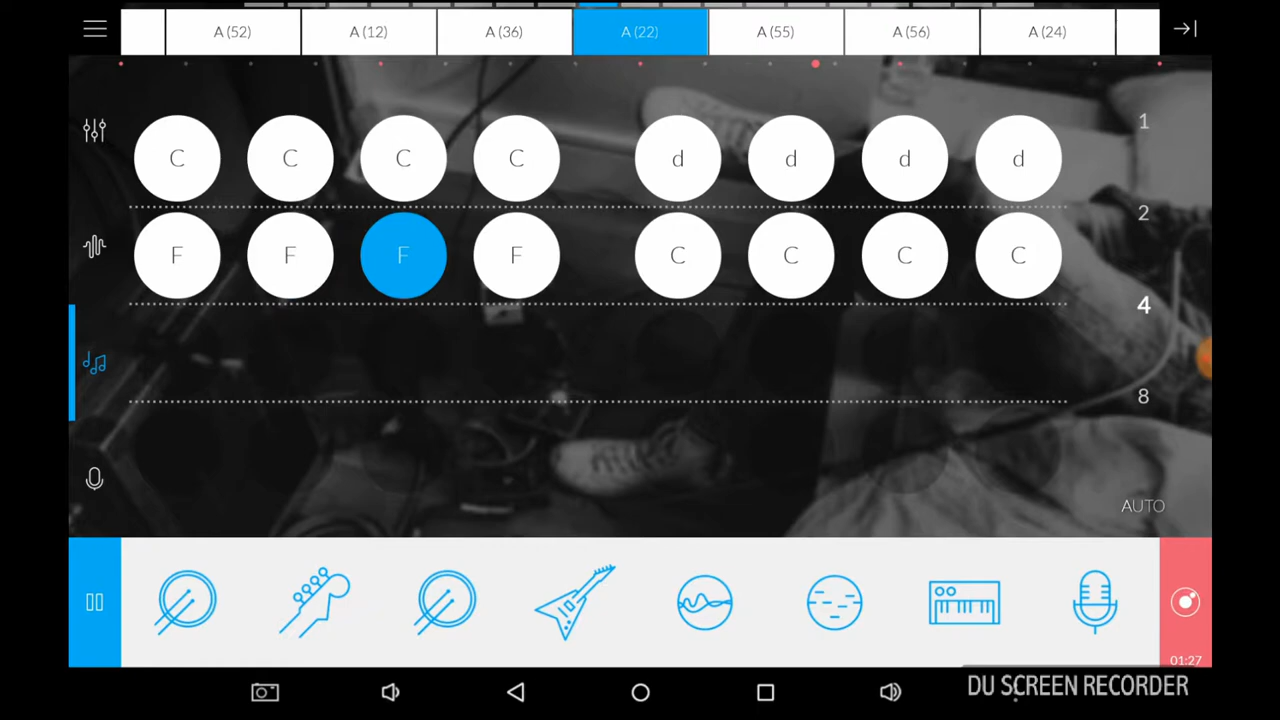 A (52) A (12) A (36) A (22) A (55) A (56) A (24)
C C C C d d d d 1
2
F F F F C C C C
4
8
AUTO
01:27
DU SCREEN RECORDER